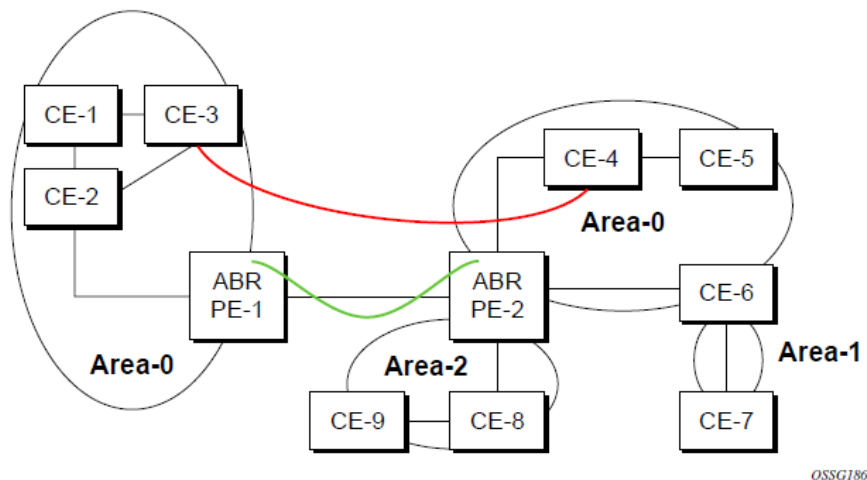 CE-1
CE-3
CE-4
CE-5
CE-2
Area-0
ABR
PE-1
ABR
PE-2
CE-6
Area-0
Area-2
Area-1
CE-9
CE-8
CE-7
OSSG186